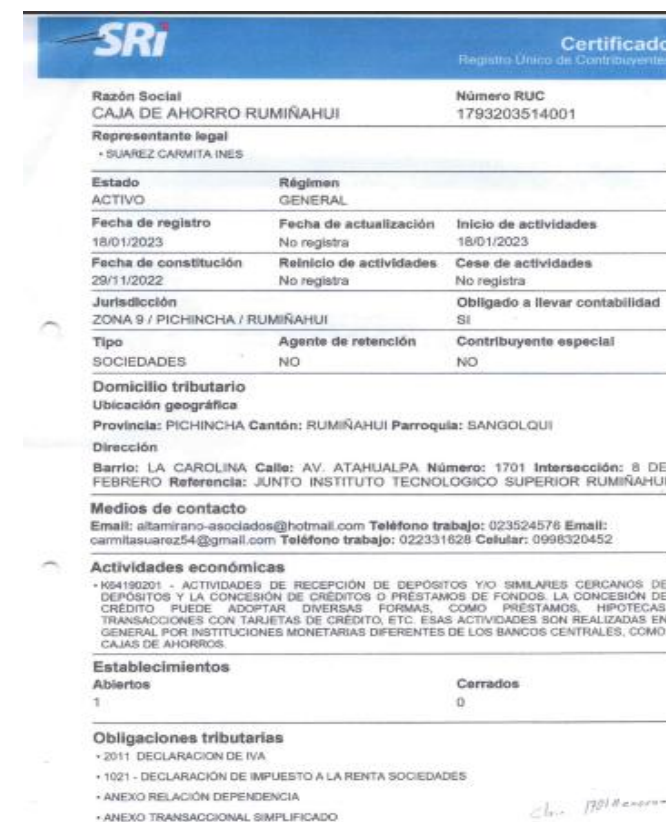 SRi
Certificado
Registro Único de Contribuyentes
Razón Social Número RUC
CAJA DE AHORRO RUMIÑAHUI 1793203514001
Representante legal
• SUAREZ CARMITA INES
Estado Régimen
ACTIVO GENERAL
Fecha de registro Fecha de actualización Inicio de actividades
18/01/2023 No registra 18/01/2023
Fecha de constitución Reinicio de actividades Cese de actividades
29/11/2022 No registra No registra
Jurisdicción Obligado a llevar contabilidad
ZONA 9 / PICHINCHA / RUMIÑAHUI SI
Tipo Agente de retención Contribuyente especial
SOCIEDADES NO NO
Domicilio tributario
Ubicación geográfica
Provincia: PICHINCHA Cantón: RUMIÑAHUI Parroquia: SANGOLQUI
Dirección
Barrio: LA CAROLINA Calle: AV. ATAHUALPA Número: 1701 Intersección: 8 DE
FEBRERO Referencia: JUNTO INSTITUTO TECNOLOGICO SUPERIOR RUMIÑAHUI
Medios de contacto
Email: altamirano-asociados@hotmail.com Teléfono trabajo: 023524576 Email:
carmitasuarez54@gmail.com Teléfono trabajo: 022331628 Celular: 0998320452
Actividades económicas
• K64190201 - ACTIVIDADES DE RECEPCIÓN DE DEPÓSITOS Y/O SIMILARES CERCANOS DE
DEPÓSITOS Y LA CONCESIÓN DE CRÉDITOS O PRÉSTAMOS DE FONDOS. LA CONCESIÓN DE
CRÉDITO PUEDE ADOPTAR DIVERSAS FORMAS, COMO PRÉSTAMOS, HIPOTECAS
TRANSACCIONES CON TARJETAS DE CRÉDITO, ETC. ESAS ACTIVIDADES SON REALIZADAS EN
GENERAL POR INSTITUCIONES MONETARIAS DIFERENTES DE LOS BANCOS CENTRALES, COMO
CAJAS DE AHORROS.
Establecimientos
Abiertos Cerrados
1 0
Obligaciones tributarias
• 2011 DECLARACION DE IVA
• 1021 - DECLARACIÓN DE IMPUESTO A LA RENTA SOCIEDADES
• ANEXO RELACIÓN DEPENDENCIA
• ANEXO TRANSACCIONAL SIMPLIFICADO